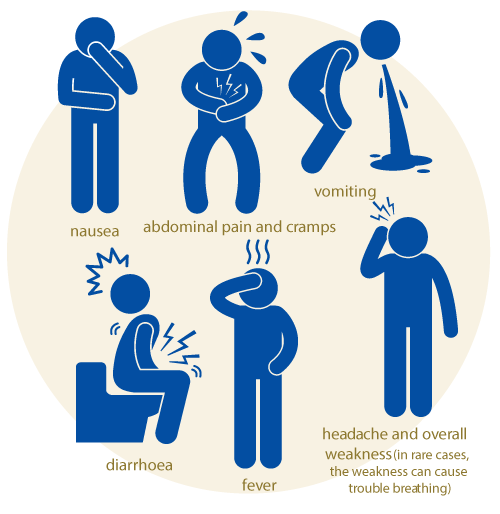 nausea
abdominal pain and cramps
vomiting
diarrhoea
fever
headache and overall
weakness (in rare cases,
the weakness can cause
trouble breathing)